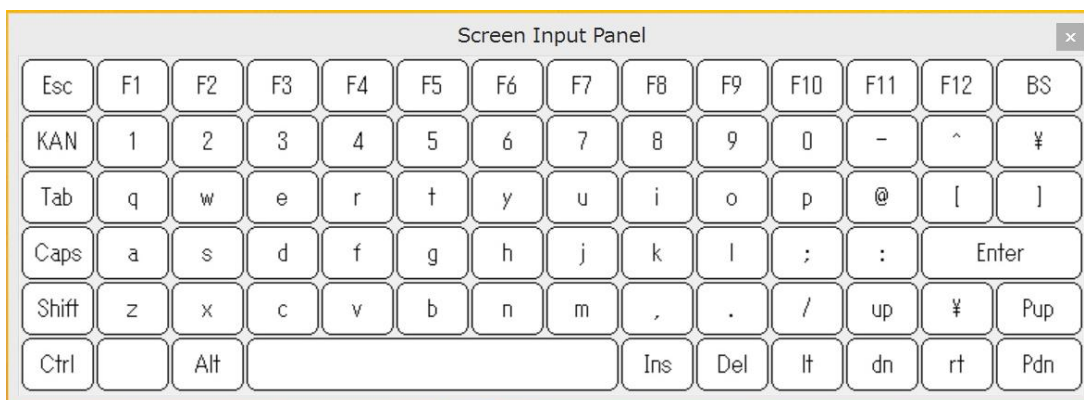 Screen Input Panel ×
Esc F1 F2 F3 F4 F5 F6 F7 F8 F9 F10 F11 F12 BS
KAN 1 2 3 4 5 6 7 8 9 0 - ^ ¥
Tab q w e r t y u i o p @ [ ]
Caps a s d f g h j k l ; : Enter
Shift z x c v b n m , . / up ¥ Pup
Ctrl Alt Ins Del lt dn rt Pdn